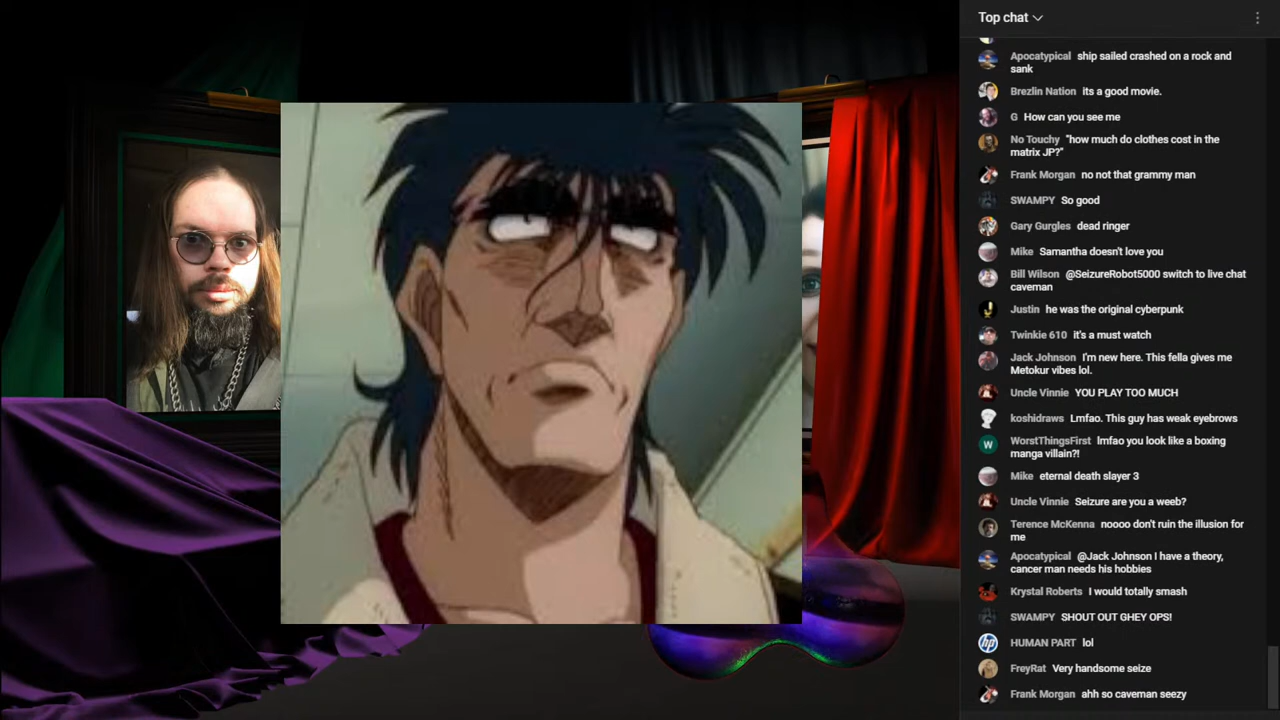 Top chat
Apocatypical ship sailed crashed on a rock and
sank
Brezlin Nation its a good movie.
G How can you see me
No Touchy "how much do clothes cost in the
matrix JP?"
Frank Morgan no not that grammy man
SWAMPY So good
Gary Gurgles dead ringer
Mike Samantha doesn't love you
Bill Wilson @SeizureRobot5000 switch to live chat
caveman
Justin he was the original cyberpunk
Twinkie 610 it's a must watch
Jack Johnson I'm new here. This fella gives me
Metokur vibes lol.
Uncle Vinnie YOU PLAY TOO MUCH
koshidraws Lmfao. This guy has weak eyebrows
W WorstThingsFirst lmfao you look like a boxing
manga villain?!
Mike eternal death slayer 3
Uncle Vinnie Seizure are you a weeb?
Terence McKenna noooo don't ruin the illusion for
me
Apocatypical @Jack Johnson I have a theory,
cancer man needs his hobbies
Krystal Roberts I would totally smash
SWAMPY SHOUT OUT GHEY OPS!
hp HUMAN PART lol
FreyRat Very handsome seize
Frank Morgan ahh so caveman seezy